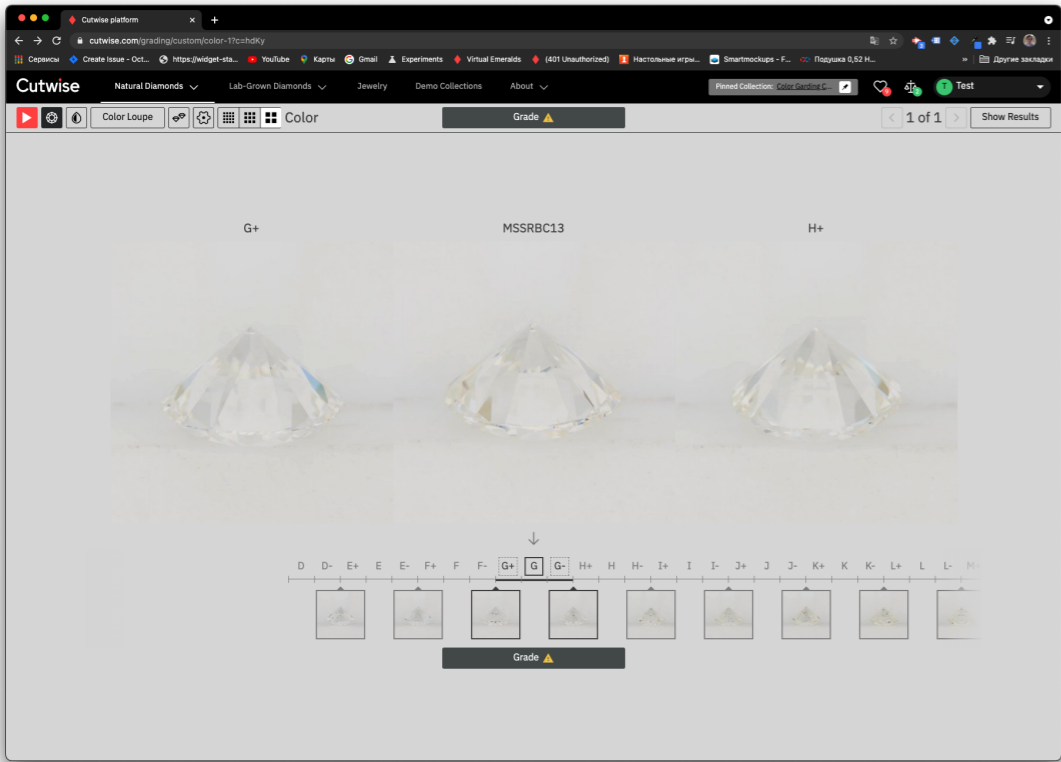 Cutwise platform
cutwise.com/grading/custom/color-1?c=hdKy
Сервисы Create Issue - Oct... https://widget-sta... YouTube Карты Gmail Experiments Virtual Emeralds (401 Unauthorized) Настольные игры... Smartmockups - F... Подушка 0,52 Н... » Другие закладки
Cutwise Natural Diamonds Lab-Grown Diamonds Jewelry Demo Collections About Pinned Collection: Color Garding C... T Test
Color Loupe Color Grade 1 of 1 Show Results
G+ MSSRBC13 H+
D D- E+ E E- F+ F F- G+ G G- H+ H H- I+ I I- J+ J J- K+ K K- L+ L L-
Grade